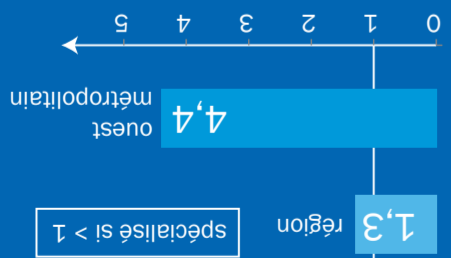 1,3 région
spécialisé si > 1
4,4
ouest
métropolitain
0 1 2 3 4 5